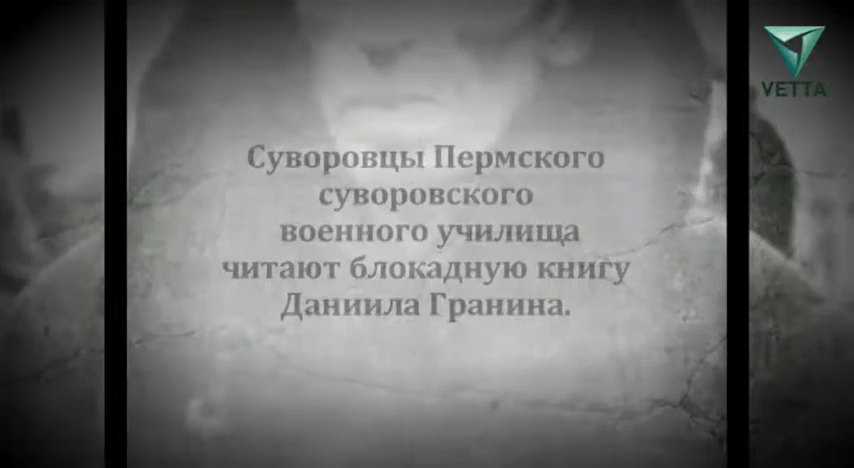 VETTA
Суворовцы Пермского
суворовского
военного училища
читают блокадную книгу
Даниила Гранина.